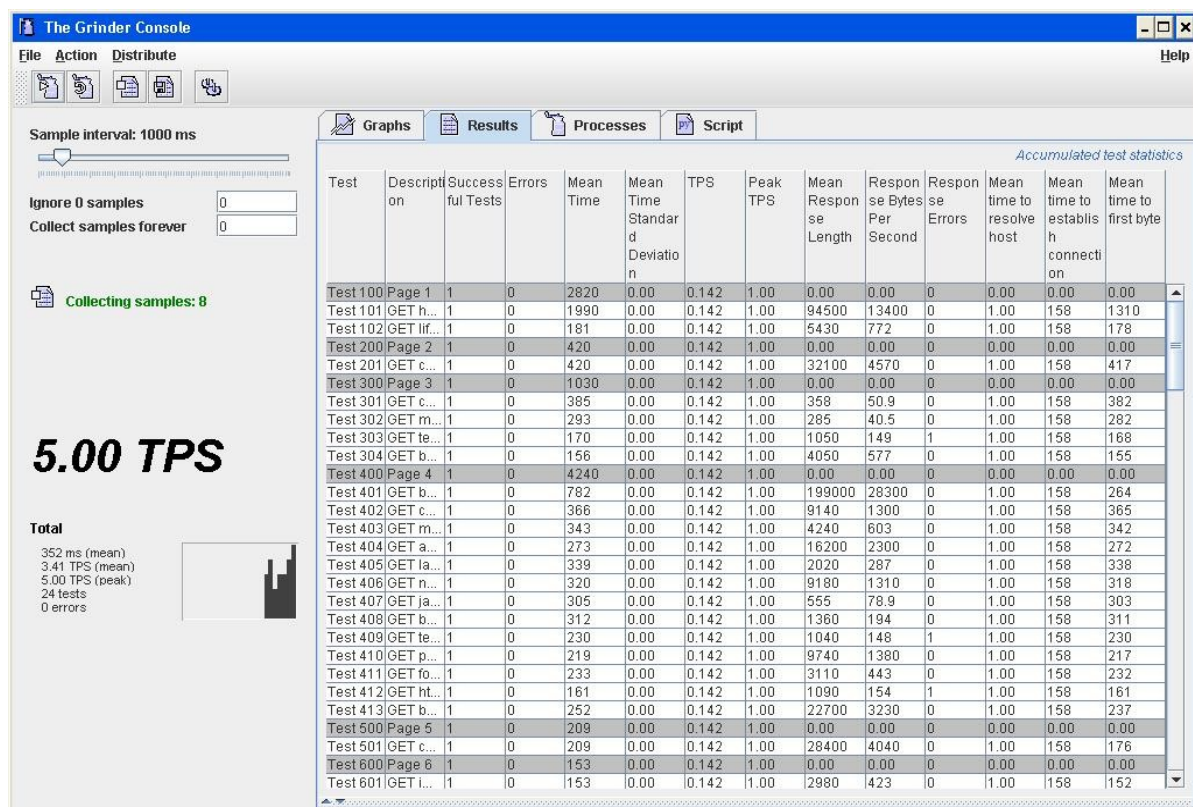 The Grinder Console
File Action Distribute Help
Sample interval: 1000 ms
Ignore 0 samples 0
Collect samples forever 0
Collecting samples: 8
5.00 TPS
Total
352 ms (mean)
3.41 TPS (mean)
5.00 TPS (peak)
24 tests
0 errors
Graphs Results Processes Script
Accumulated test statistics
Test Description Successful Tests Errors Mean Time Mean Time Standard Deviation TPS Peak TPS Mean Response Length Response Bytes Per Second Response Errors Mean time to resolve host Mean time to establish connection Mean time to first byte
Test 100 Page 1 1 0 2820 0.00 0.142 1.00 0.00 0.00 0 0.00 0.00 0.00
Test 101 GET h... 1 0 1990 0.00 0.142 1.00 94500 13400 0 1.00 158 1310
Test 102 GET lif... 1 0 181 0.00 0.142 1.00 5430 772 0 1.00 158 178
Test 200 Page 2 1 0 420 0.00 0.142 1.00 0.00 0.00 0 0.00 0.00 0.00
Test 201 GET c... 1 0 420 0.00 0.142 1.00 32100 4570 0 1.00 158 417
Test 300 Page 3 1 0 1030 0.00 0.142 1.00 0.00 0.00 0 0.00 0.00 0.00
Test 301 GET c... 1 0 385 0.00 0.142 1.00 358 50.9 0 1.00 158 382
Test 302 GET m... 1 0 293 0.00 0.142 1.00 285 40.5 0 1.00 158 282
Test 303 GET te... 1 0 170 0.00 0.142 1.00 1050 149 1 1.00 158 168
Test 304 GET b... 1 0 156 0.00 0.142 1.00 4050 577 0 1.00 158 155
Test 400 Page 4 1 0 4240 0.00 0.142 1.00 0.00 0.00 0 0.00 0.00 0.00
Test 401 GET b... 1 0 782 0.00 0.142 1.00 199000 28300 0 1.00 158 264
Test 402 GET c... 1 0 366 0.00 0.142 1.00 9140 1300 0 1.00 158 365
Test 403 GET m... 1 0 343 0.00 0.142 1.00 4240 603 0 1.00 158 342
Test 404 GET a... 1 0 273 0.00 0.142 1.00 16200 2300 0 1.00 158 272
Test 405 GET la... 1 0 339 0.00 0.142 1.00 2020 287 0 1.00 158 338
Test 406 GET n... 1 0 320 0.00 0.142 1.00 9180 1310 0 1.00 158 318
Test 407 GET ja... 1 0 305 0.00 0.142 1.00 555 78.9 0 1.00 158 303
Test 408 GET b... 1 0 312 0.00 0.142 1.00 1360 194 0 1.00 158 311
Test 409 GET te... 1 0 230 0.00 0.142 1.00 1040 148 1 1.00 158 230
Test 410 GET p... 1 0 219 0.00 0.142 1.00 9740 1380 0 1.00 158 217
Test 411 GET fo... 1 0 233 0.00 0.142 1.00 3110 443 0 1.00 158 232
Test 412 GET ht... 1 0 161 0.00 0.142 1.00 1090 154 1 1.00 158 161
Test 413 GET b... 1 0 252 0.00 0.142 1.00 22700 3230 0 1.00 158 237
Test 500 Page 5 1 0 209 0.00 0.142 1.00 0.00 0.00 0 0.00 0.00 0.00
Test 501 GET c... 1 0 209 0.00 0.142 1.00 28400 4040 0 1.00 158 176
Test 600 Page 6 1 0 153 0.00 0.142 1.00 0.00 0.00 0 0.00 0.00 0.00
Test 601 GET i... 1 0 153 0.00 0.142 1.00 2980 423 0 1.00 158 152